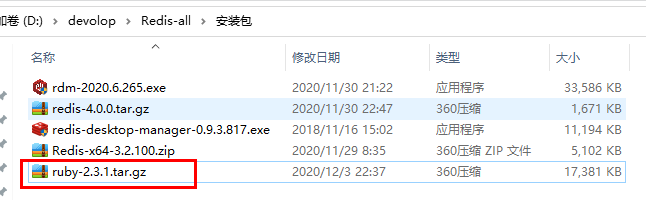 加卷 (D:) › devolop › Redis-all › 安装包
名称 修改日期 类型 大小
rdm-2020.6.265.exe 2020/11/30 21:22 应用程序 33,586 KB
redis-4.0.0.tar.gz 2020/11/30 22:47 360压缩 1,671 KB
redis-desktop-manager-0.9.3.817.exe 2018/11/16 15:02 应用程序 11,194 KB
Redis-x64-3.2.100.zip 2020/11/29 8:35 360压缩 ZIP 文件 5,102 KB
ruby-2.3.1.tar.gz 2020/12/3 22:37 360压缩 17,381 KB